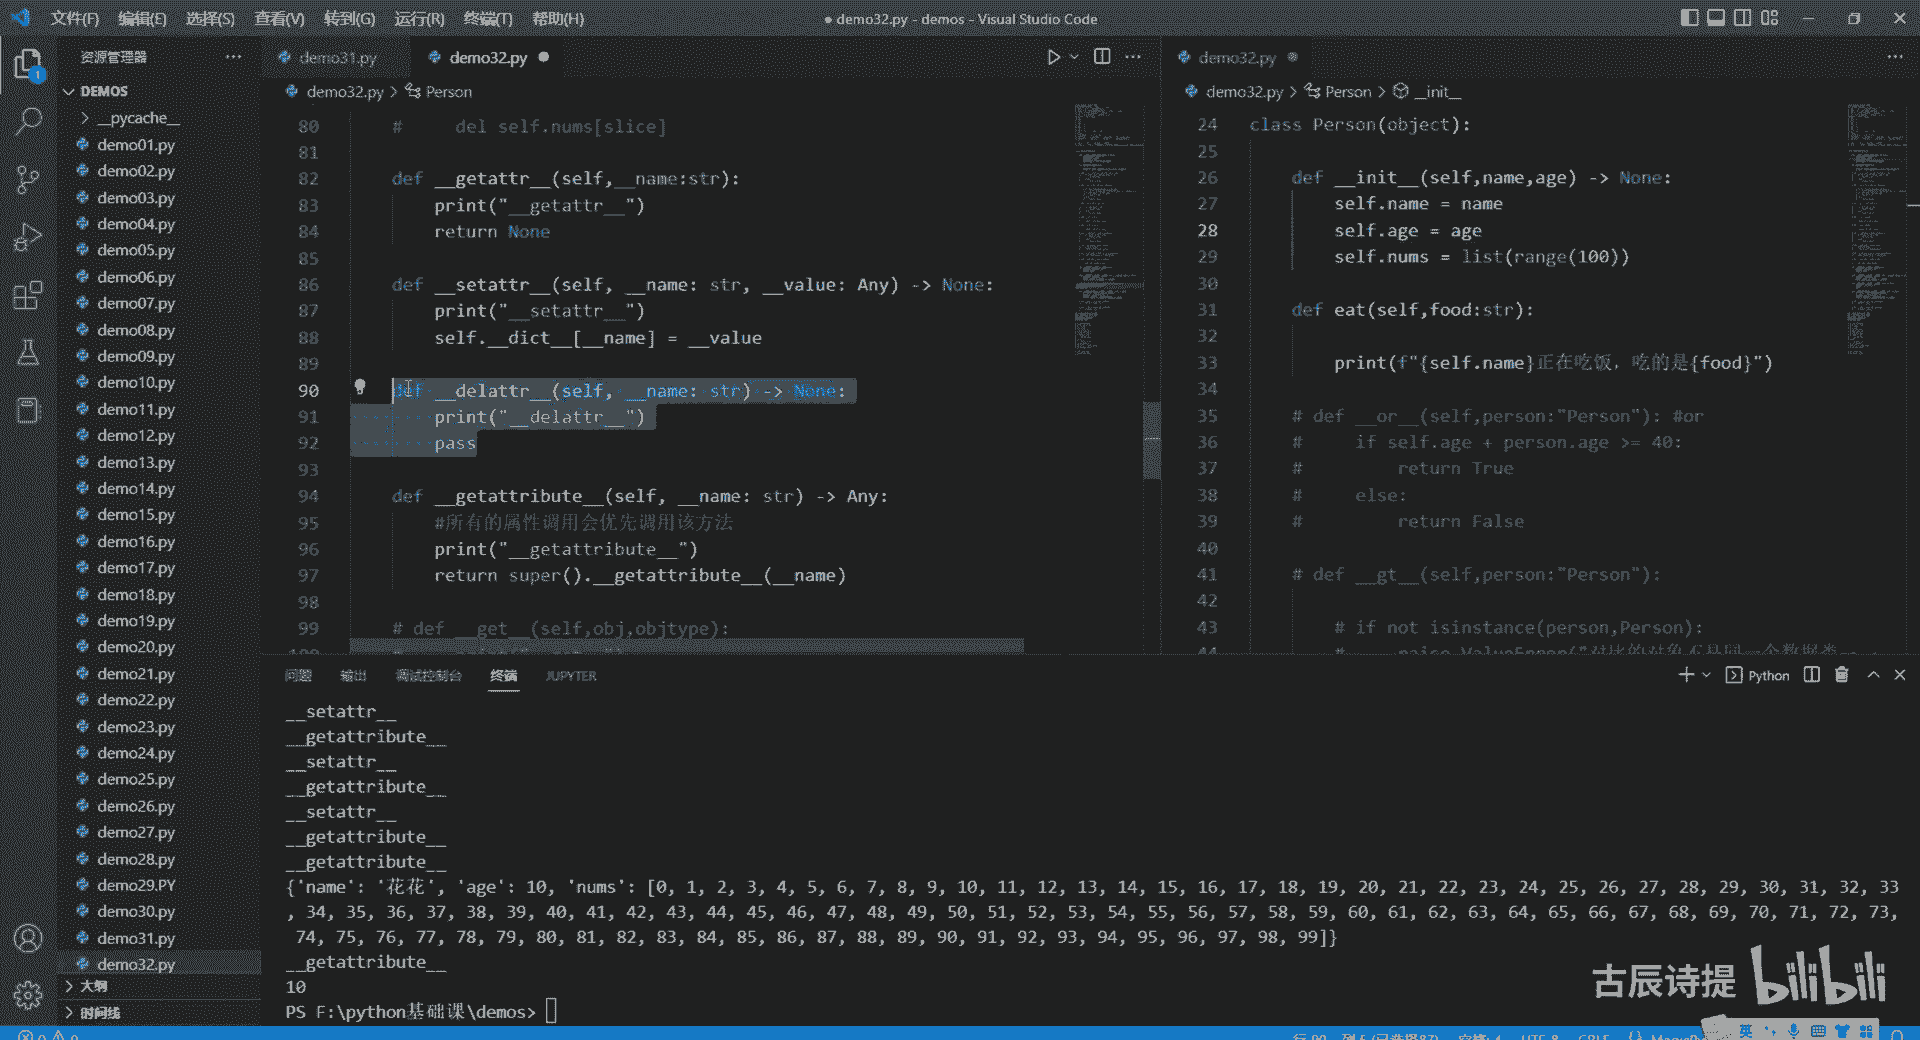 文件(F) 编辑(E) 选择(S) 查看(V) 转到(G) 运行(R) 终端(T) 帮助(H)
● demo32.py - demos - Visual Studio Code
资源管理器
DEMOS
__pycache__
demo01.py
demo02.py
demo03.py
demo04.py
demo05.py
demo06.py
demo07.py
demo08.py
demo09.py
demo10.py
demo11.py
demo12.py
demo13.py
demo14.py
demo15.py
demo16.py
demo17.py
demo18.py
demo19.py
demo20.py
demo21.py
demo22.py
demo23.py
demo24.py
demo25.py
demo26.py
demo27.py
demo28.py
demo29.PY
demo30.py
demo31.py
demo32.py
大纲
时间线
1
demo31.py
demo32.py
demo32.py > Person
80 # del self.nums[slice]
81
82 def __getattr__(self,__name:str):
83 print("__getattr__")
84 return None
85
86 def __setattr__(self, __name: str, __value: Any) -> None:
87 print("__setattr__")
88 self.__dict__[__name] = __value
89
90 def __delattr__(self, __name: str) -> None:
91 print("__delattr__")
92 pass
93
94 def __getattribute__(self, __name: str) -> Any:
95 #所有的属性调用会优先调用该方法
96 print("__getattribute__")
97 return super().__getattribute__(__name)
98
99 # def __get__(self,obj,objtype):
demo32.py
demo32.py > Person > __init__
24 class Person(object):
25
26 def __init__(self,name,age) -> None:
27 self.name = name
28 self.age = age
29 self.nums = list(range(100))
30
31 def eat(self,food:str):
32
33 print(f"{self.name}正在吃饭，吃的是{food}")
34
35 # def __or__(self,person:"Person"): #or
36 # if self.age + person.age >= 40:
37 # return True
38 # else:
39 # return False
40
41 # def __gt__(self,person:"Person"):
42
43 # if not isinstance(person,Person):
问题 输出 调试控制台 终端 JUPYTER
Python
__setattr__
__getattribute__
__setattr__
__getattribute__
__setattr__
__getattribute__
__getattribute__
{'name': '花花', 'age': 10, 'nums': [0, 1, 2, 3, 4, 5, 6, 7, 8, 9, 10, 11, 12, 13, 14, 15, 16, 17, 18, 19, 20, 21, 22, 23, 24, 25, 26, 27, 28, 29, 30, 31, 32, 33
, 34, 35, 36, 37, 38, 39, 40, 41, 42, 43, 44, 45, 46, 47, 48, 49, 50, 51, 52, 53, 54, 55, 56, 57, 58, 59, 60, 61, 62, 63, 64, 65, 66, 67, 68, 69, 70, 71, 72, 73,
74, 75, 76, 77, 78, 79, 80, 81, 82, 83, 84, 85, 86, 87, 88, 89, 90, 91, 92, 93, 94, 95, 96, 97, 98, 99]}
__getattribute__
10
PS F:\python基础课\demos>
古辰诗提 bilibili
英